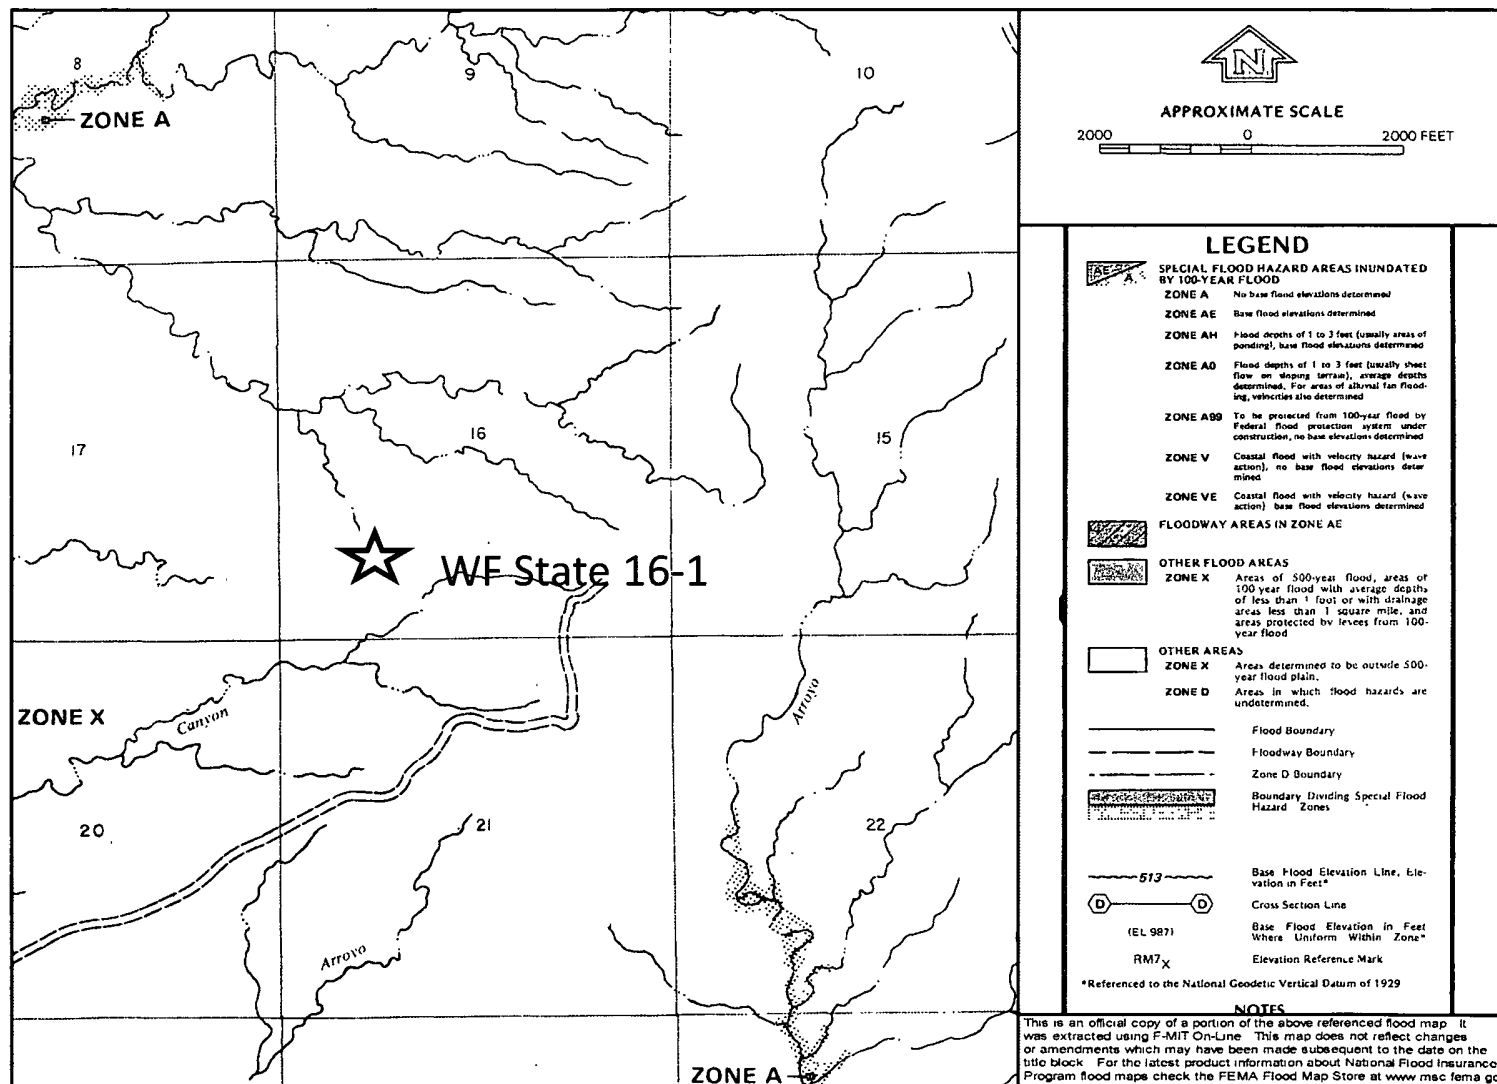 8
9
10
ZONE A
17
16
15
WF State 16-1
ZONE X
Canyon
Arroyo
20
21
22
Arroyo
ZONE A
N
APPROXIMATE SCALE
2000 0 2000 FEET
LEGEND
AE
A
SPECIAL FLOOD HAZARD AREAS INUNDATED
BY 100-YEAR FLOOD
ZONE A No base flood elevations determined
ZONE AE Base flood elevations determined
ZONE AH Flood depths of 1 to 3 feet (usually areas of
ponding), base flood elevations determined
ZONE A0 Flood depths of 1 to 3 feet (usually sheet
flow on sloping terrain), average depths
determined. For areas of alluvial fan flood-
ing, velocities also determined
ZONE A99 To be protected from 100-year flood by
Federal flood protection system under
construction, no base elevations determined
ZONE V Coastal flood with velocity hazard (wave
action), no base flood elevations deter
mined
ZONE VE Coastal flood with velocity hazard (wave
action) base flood elevations determined
FLOODWAY AREAS IN ZONE AE
OTHER FLOOD AREAS
ZONE X Areas of 500-year flood, areas of
100 year flood with average depths
of less than 1 foot or with drainage
areas less than 1 square mile, and
areas protected by levees from 100-
year flood
OTHER AREAS
ZONE X Areas determined to be outside 500-
year flood plain.
ZONE D Areas in which flood hazards are
undetermined.
Flood Boundary
Floodway Boundary
Zone D Boundary
Boundary Dividing Special Flood
Hazard Zones
513 Base Flood Elevation Line, Ele-
vation in Feet*
D D Cross Section Line
(EL 987) Base Flood Elevation in Feet
Where Uniform Within Zone*
RM7X Elevation Reference Mark
*Referenced to the National Geodetic Vertical Datum of 1929
NOTES
This is an official copy of a portion of the above referenced flood map It
was extracted using F-MIT On-Line This map does not reflect changes
or amendments which may have been made subsequent to the date on the
title block For the latest product information about National Flood Insurance
Program flood maps check the FEMA Flood Map Store at www msc fema go